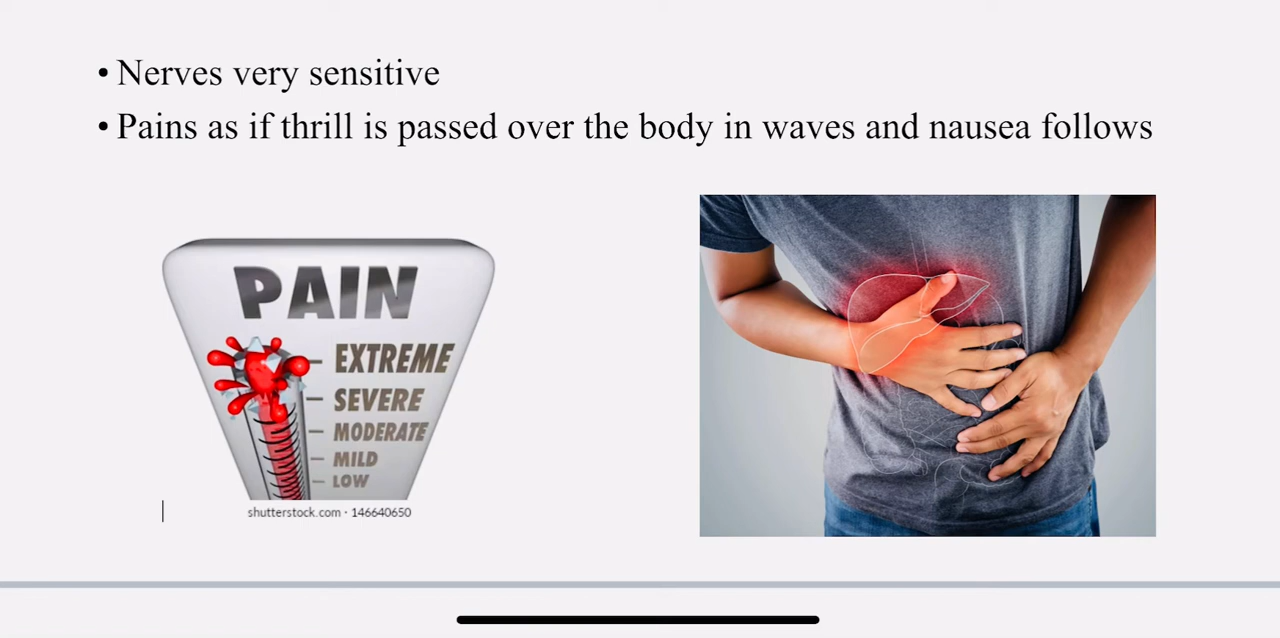 • Nerves very sensitive
• Pains as if thrill is passed over the body in waves and nausea follows
PAIN
EXTREME
SEVERE
MODERATE
MILD
LOW
shutterstock.com · 146640650